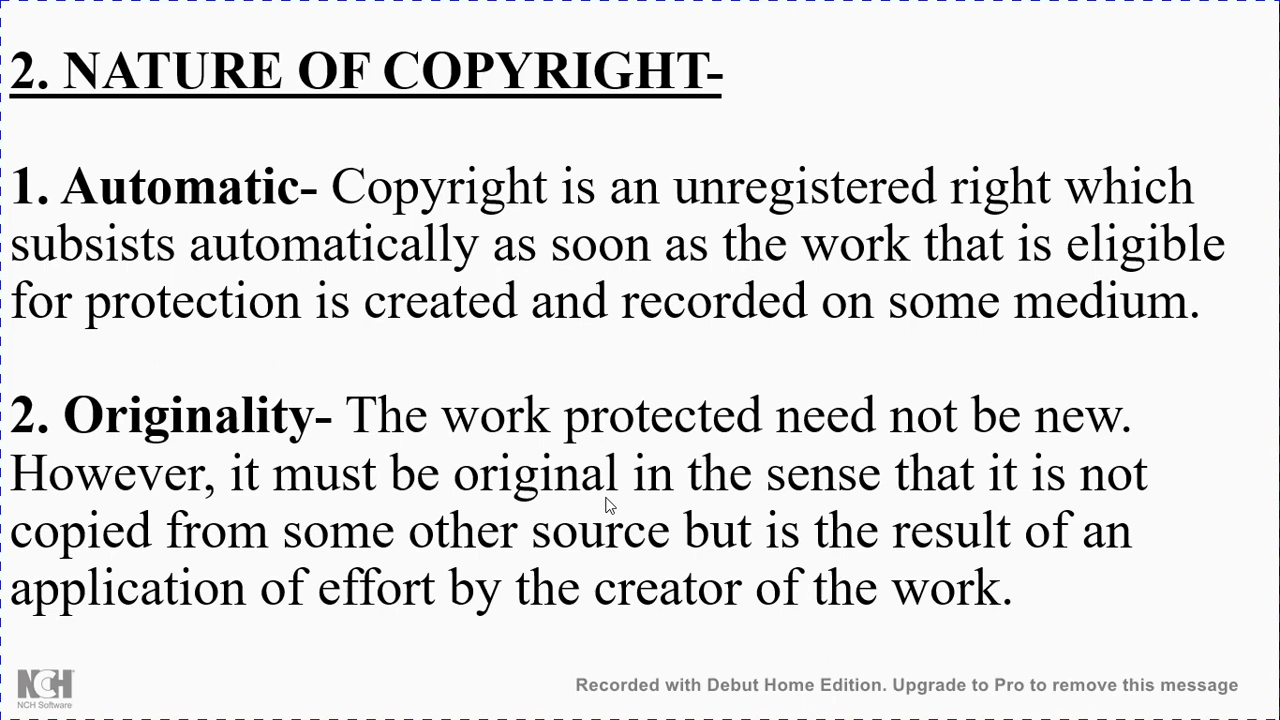 2. NATURE OF COPYRIGHT-
1. Automatic- Copyright is an unregistered right which
subsists automatically as soon as the work that is eligible
for protection is created and recorded on some medium.
2. Originality- The work protected need not be new.
However, it must be original in the sense that it is not
copied from some other source but is the result of an
application of effort by the creator of the work.
NCH
NCH Software
Recorded with Debut Home Edition. Upgrade to Pro to remove this message